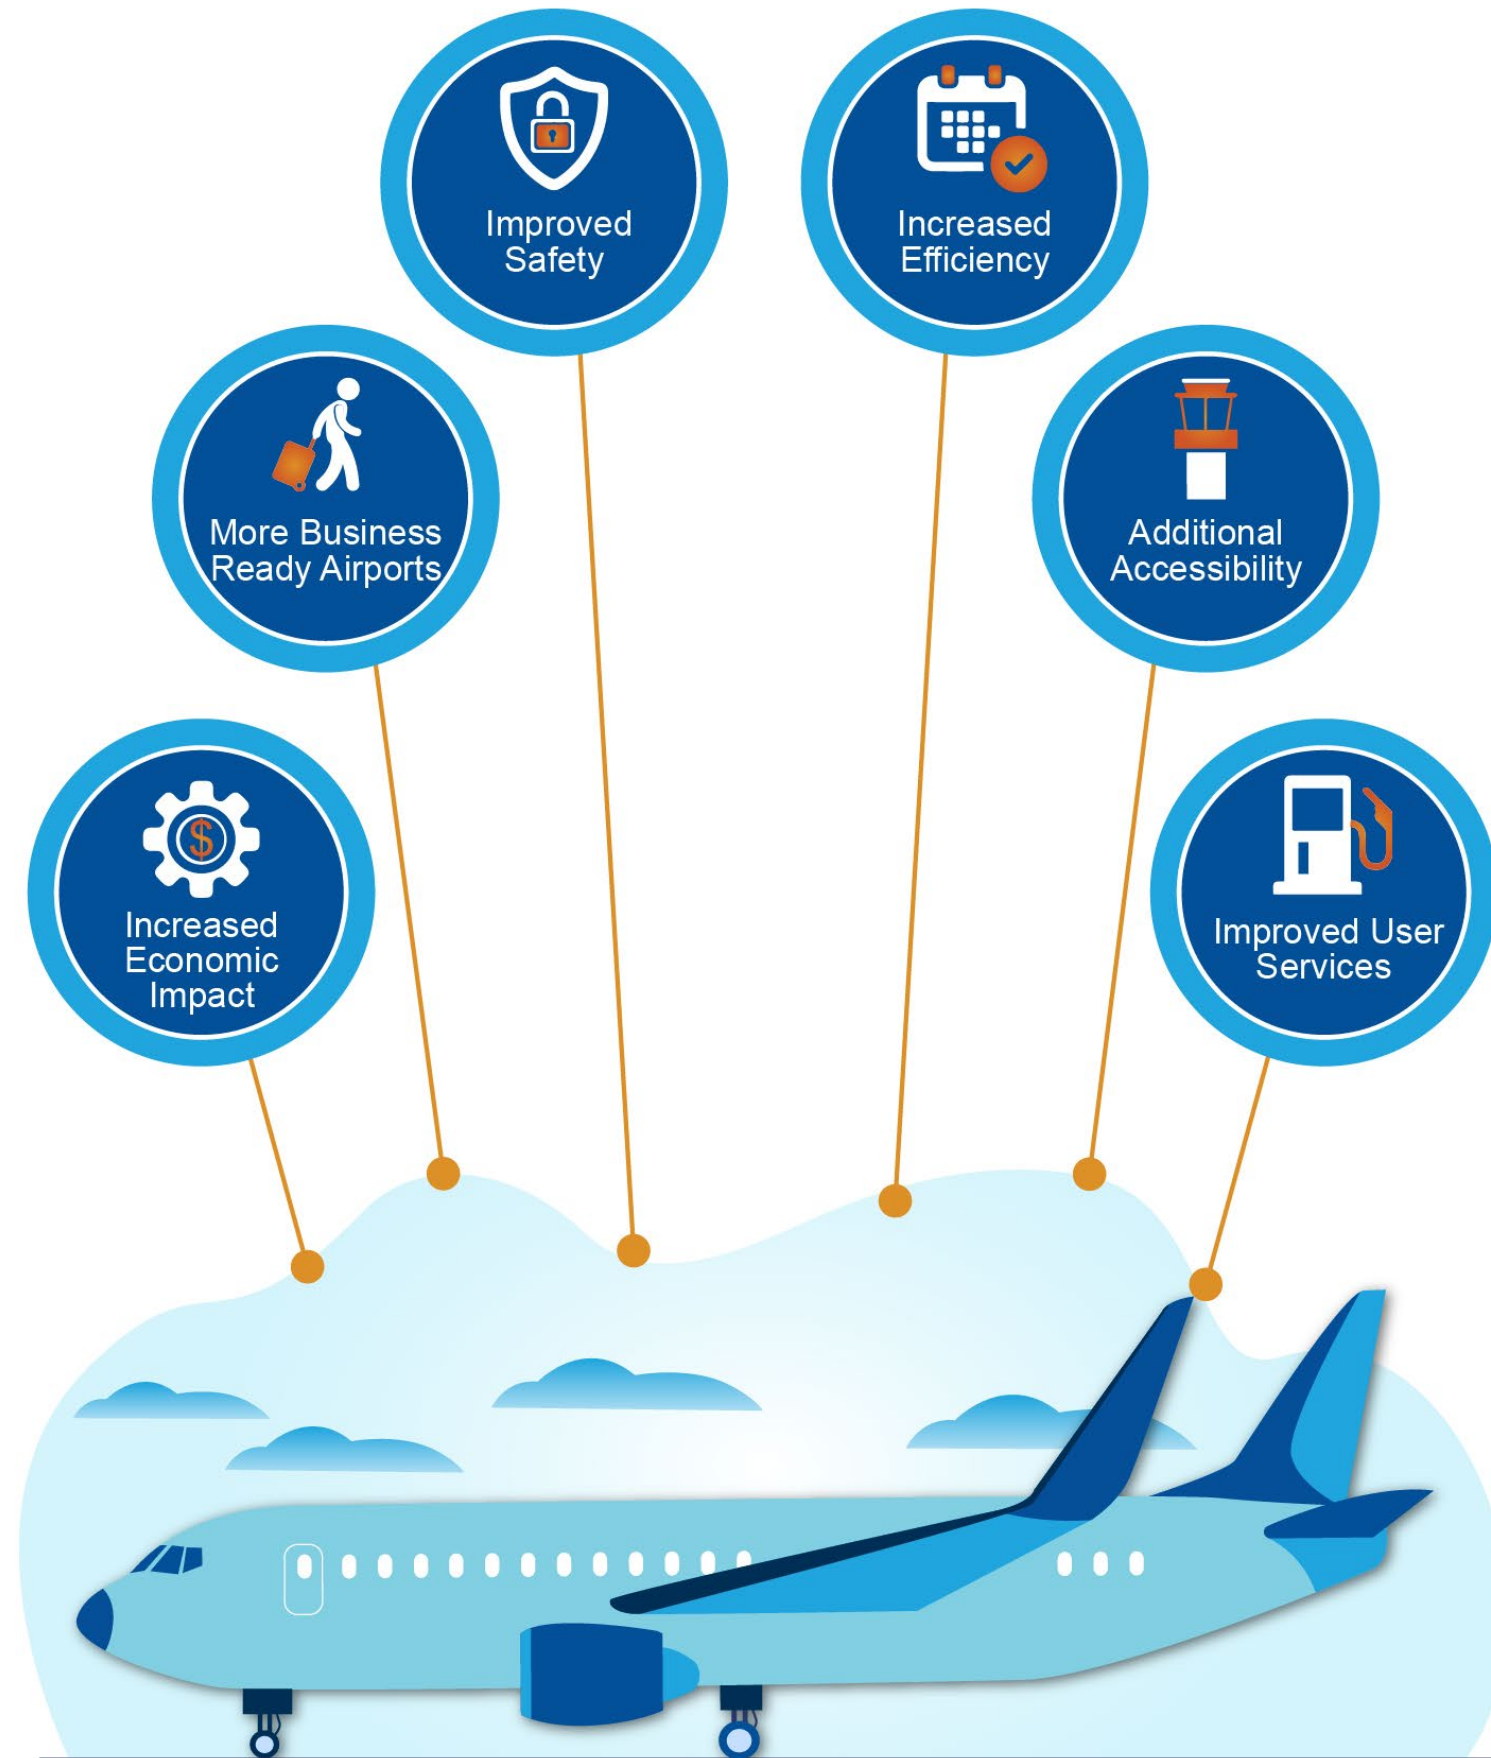 Improved
Safety
Increased
Efficiency
More Business
Ready Airports
Additional
Accessibility
$
Increased
Economic
Impact
Improved User
Services